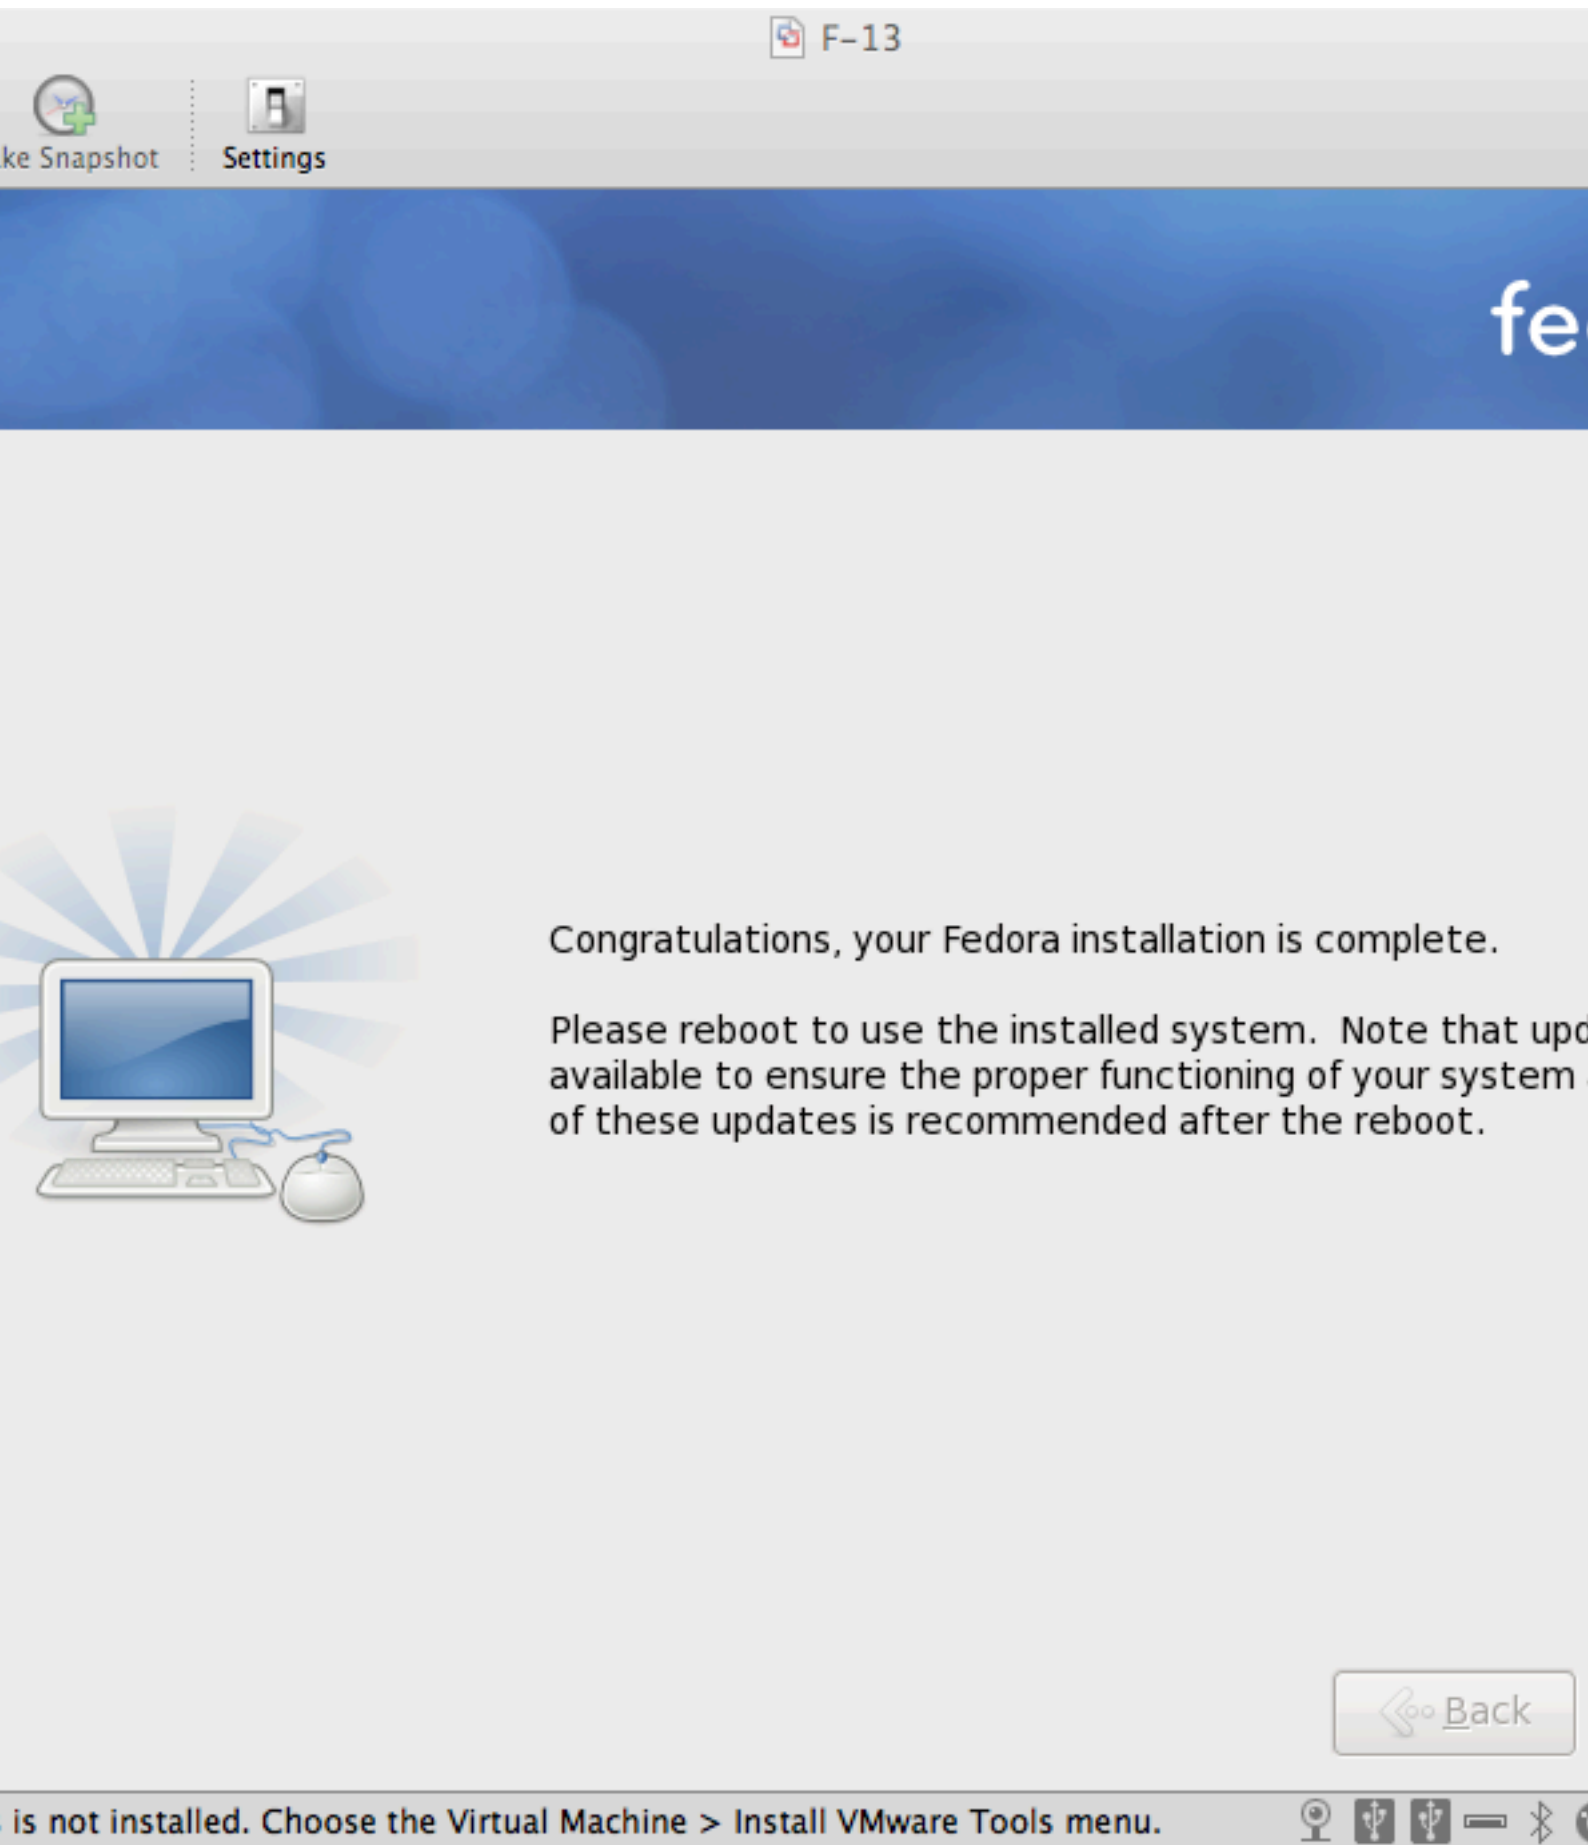 F-13
ke Snapshot
Settings
fe
Congratulations, your Fedora installation is complete.
Please reboot to use the installed system.  Note that upd
available to ensure the proper functioning of your system
of these updates is recommended after the reboot.
Back
is not installed. Choose the Virtual Machine > Install VMware Tools menu.